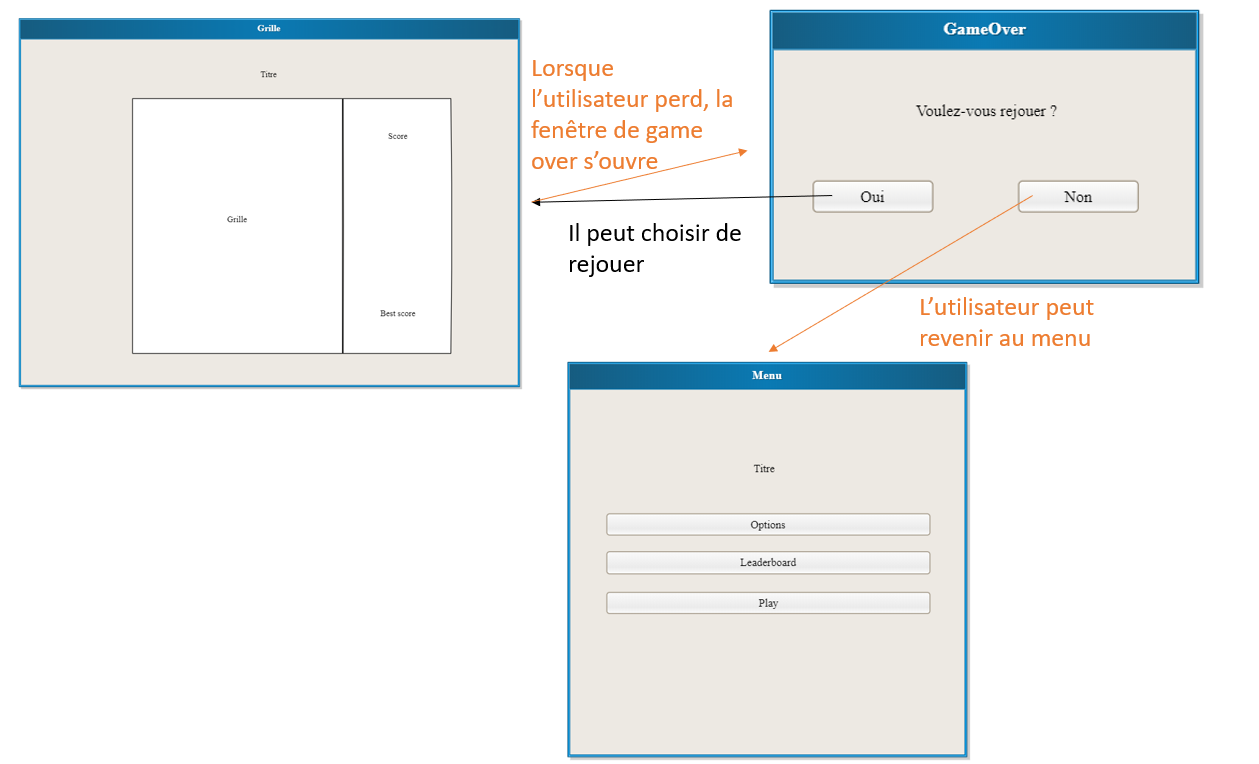 Grille
Titre
Score
Grille
Best score
Lorsque
l’utilisateur perd, la
fenêtre de game
over s’ouvre
Il peut choisir de
rejouer
GameOver
Voulez-vous rejouer ?
Oui
Non
L’utilisateur peut
revenir au menu
Menu
Titre
Options
Leaderboard
Play